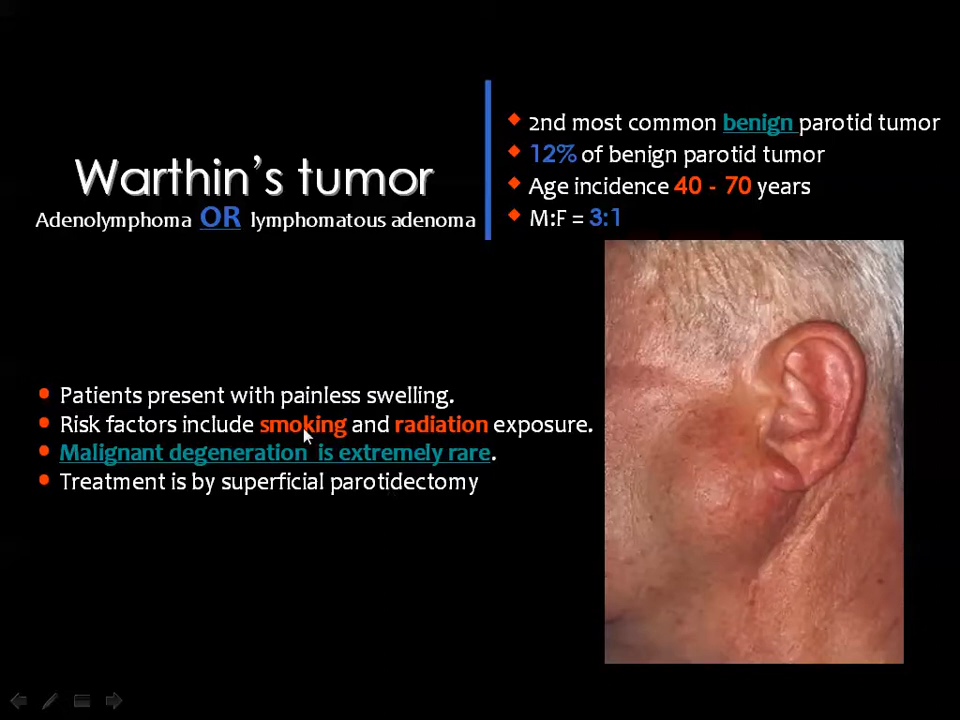 Warthin's tumor
Adenolymphoma OR lymphomatous adenoma
2nd most common benign parotid tumor
12% of benign parotid tumor
Age incidence 40 - 70 years
M:F = 3:1
Patients present with painless swelling.
Risk factors include smoking and radiation exposure.
Malignant degeneration is extremely rare.
Treatment is by superficial parotidectomy